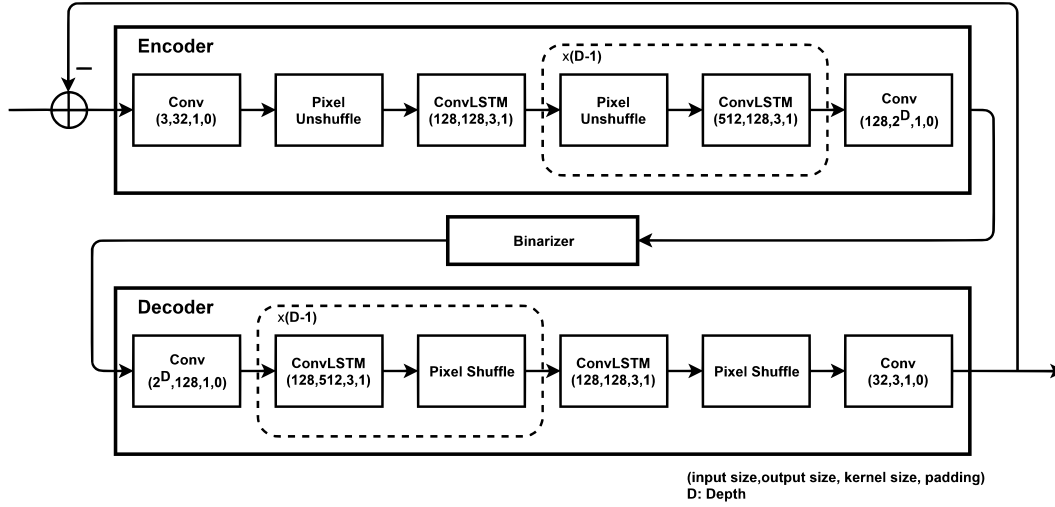 −
Encoder
x(D-1)
Conv
(3,32,1,0)
Pixel
Unshuffle
ConvLSTM
(128,128,3,1)
Pixel
Unshuffle
ConvLSTM
(512,128,3,1)
Conv
(128,2^D,1,0)
Binarizer
Decoder
x(D-1)
Conv
(2^D,128,1,0)
ConvLSTM
(128,512,3,1)
Pixel Shuffle
ConvLSTM
(128,128,3,1)
Pixel Shuffle
Conv
(32,3,1,0)
(input size,output size, kernel size, padding)
D: Depth